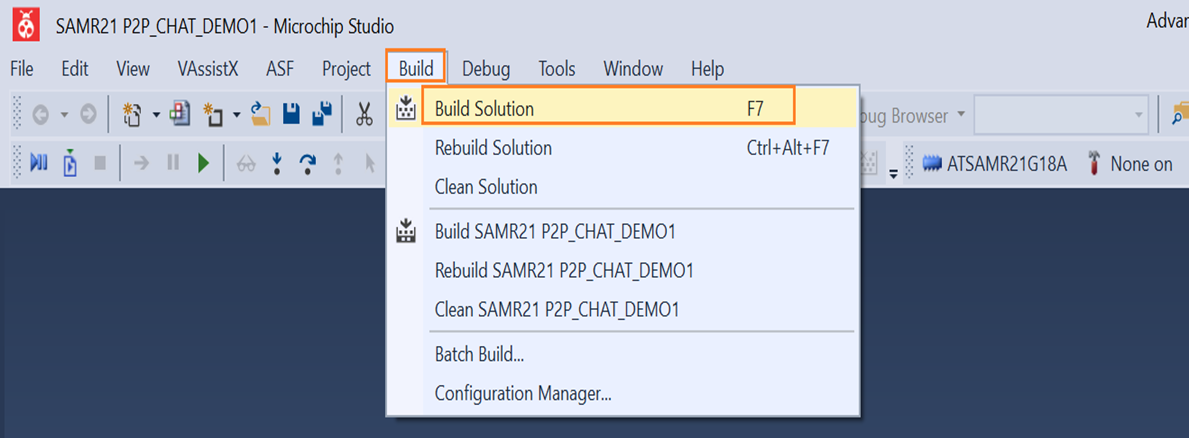 SAMR21 P2P_CHAT_DEMO1 - Microchip Studio
Advan
File Edit View VAssistX ASF Project Build Debug Tools Window Help
Build Solution F7
bug Browser
Rebuild Solution Ctrl+Alt+F7
ATSAMR21G18A None on
Clean Solution
Build SAMR21 P2P_CHAT_DEMO1
Rebuild SAMR21 P2P_CHAT_DEMO1
Clean SAMR21 P2P_CHAT_DEMO1
Batch Build...
Configuration Manager...